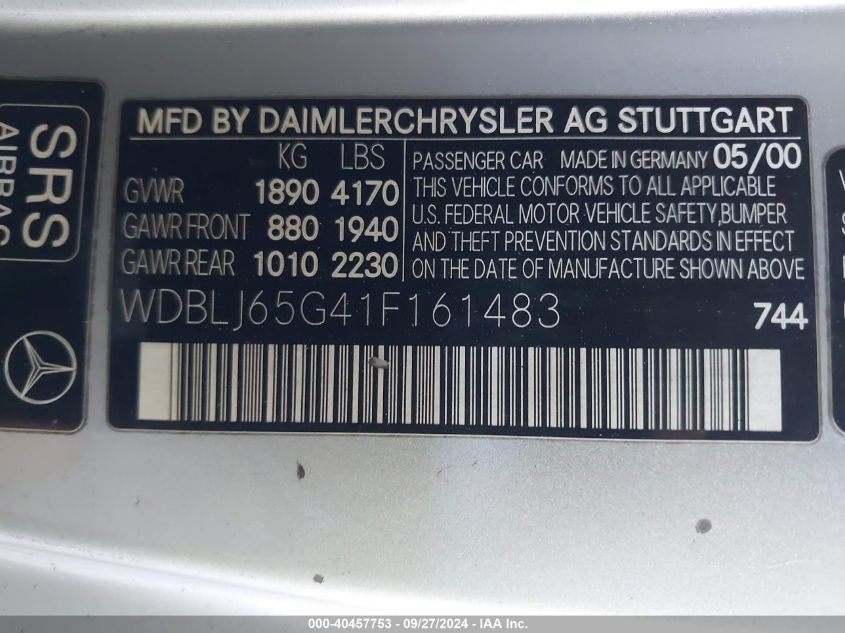 SRS
AIRBAG
MFD BY DAIMLERCHRYSLER AG STUTTGART
KG LBS
GVWR 1890 4170
GAWR FRONT 880 1940
GAWR REAR 1010 2230
PASSENGER CAR MADE IN GERMANY 05/00
THIS VEHICLE CONFORMS TO ALL APPLICABLE
U.S. FEDERAL MOTOR VEHICLE SAFETY,BUMPER
AND THEFT PREVENTION STANDARDS IN EFFECT
ON THE DATE OF MANUFACTURE SHOWN ABOVE
WDBLJ65G41F161483
744
000-40457753 - 09/27/2024 - IAA Inc.